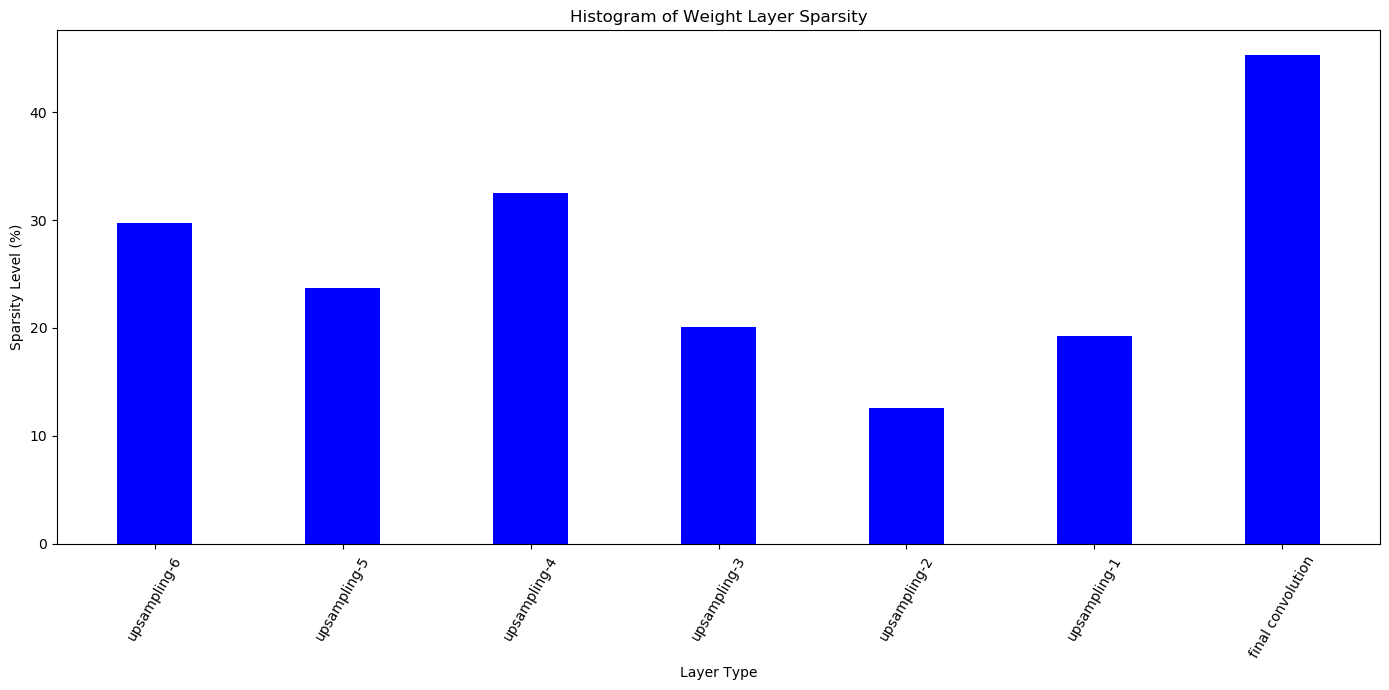 Histogram of Weight Layer Sparsity
Sparsity Level (%)
40
30
20
10
0
upsampling-6
upsampling-5
upsampling-4
upsampling-3
upsampling-2
upsampling-1
final convolution
Layer Type